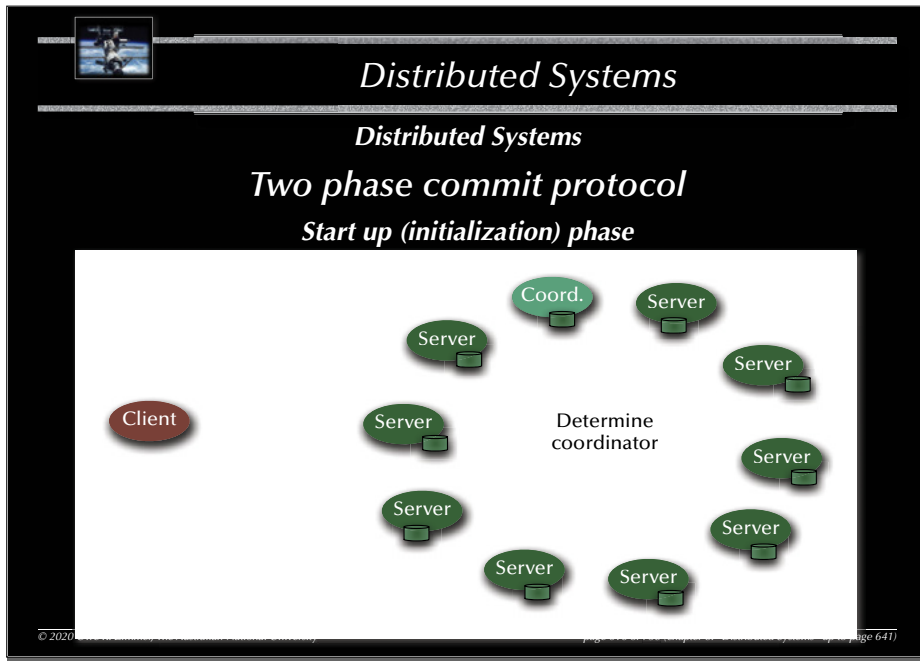 Distributed Systems
Distributed Systems
Two phase commit protocol
Start up (initialization) phase
Coord.
Server
Server
Server
Client
Server
Determine
coordinator
Server
Server
Server
Server
Server
© 2020
page 641)